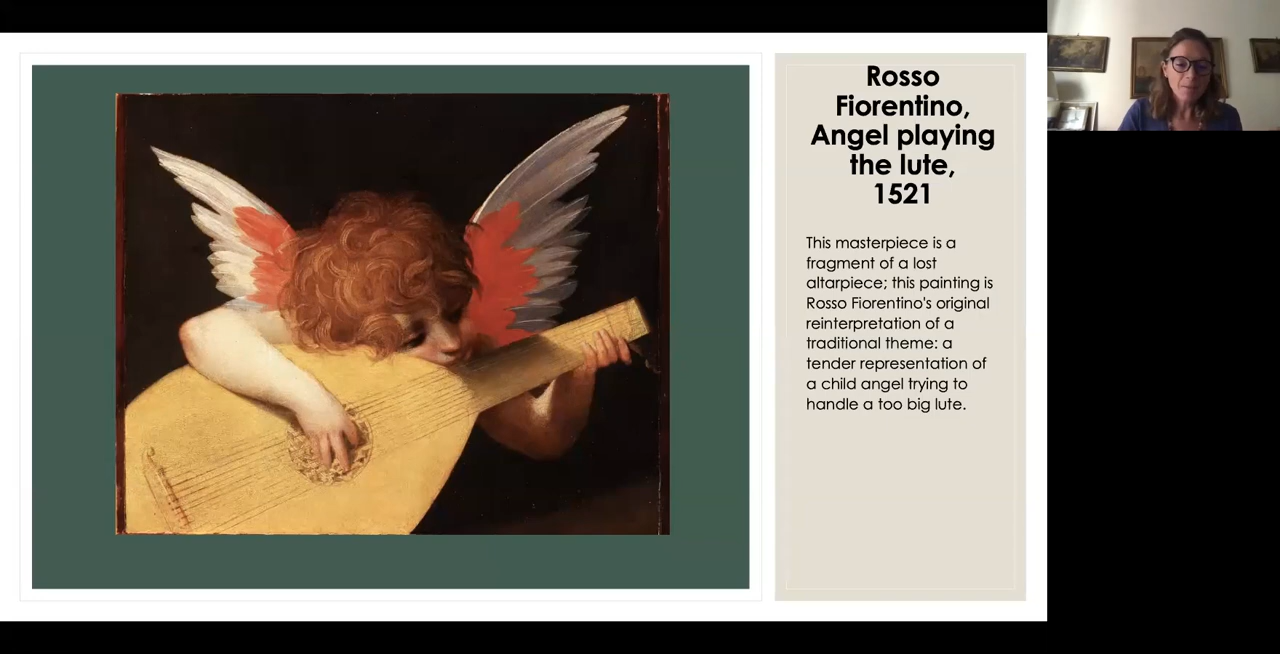 Rosso
Fiorentino,
Angel playing
the lute,
1521
This masterpiece is a
fragment of a lost
altarpiece; this painting is
Rosso Fiorentino's original
reinterpretation of a
traditional theme: a
tender representation of
a child angel trying to
handle a too big lute.